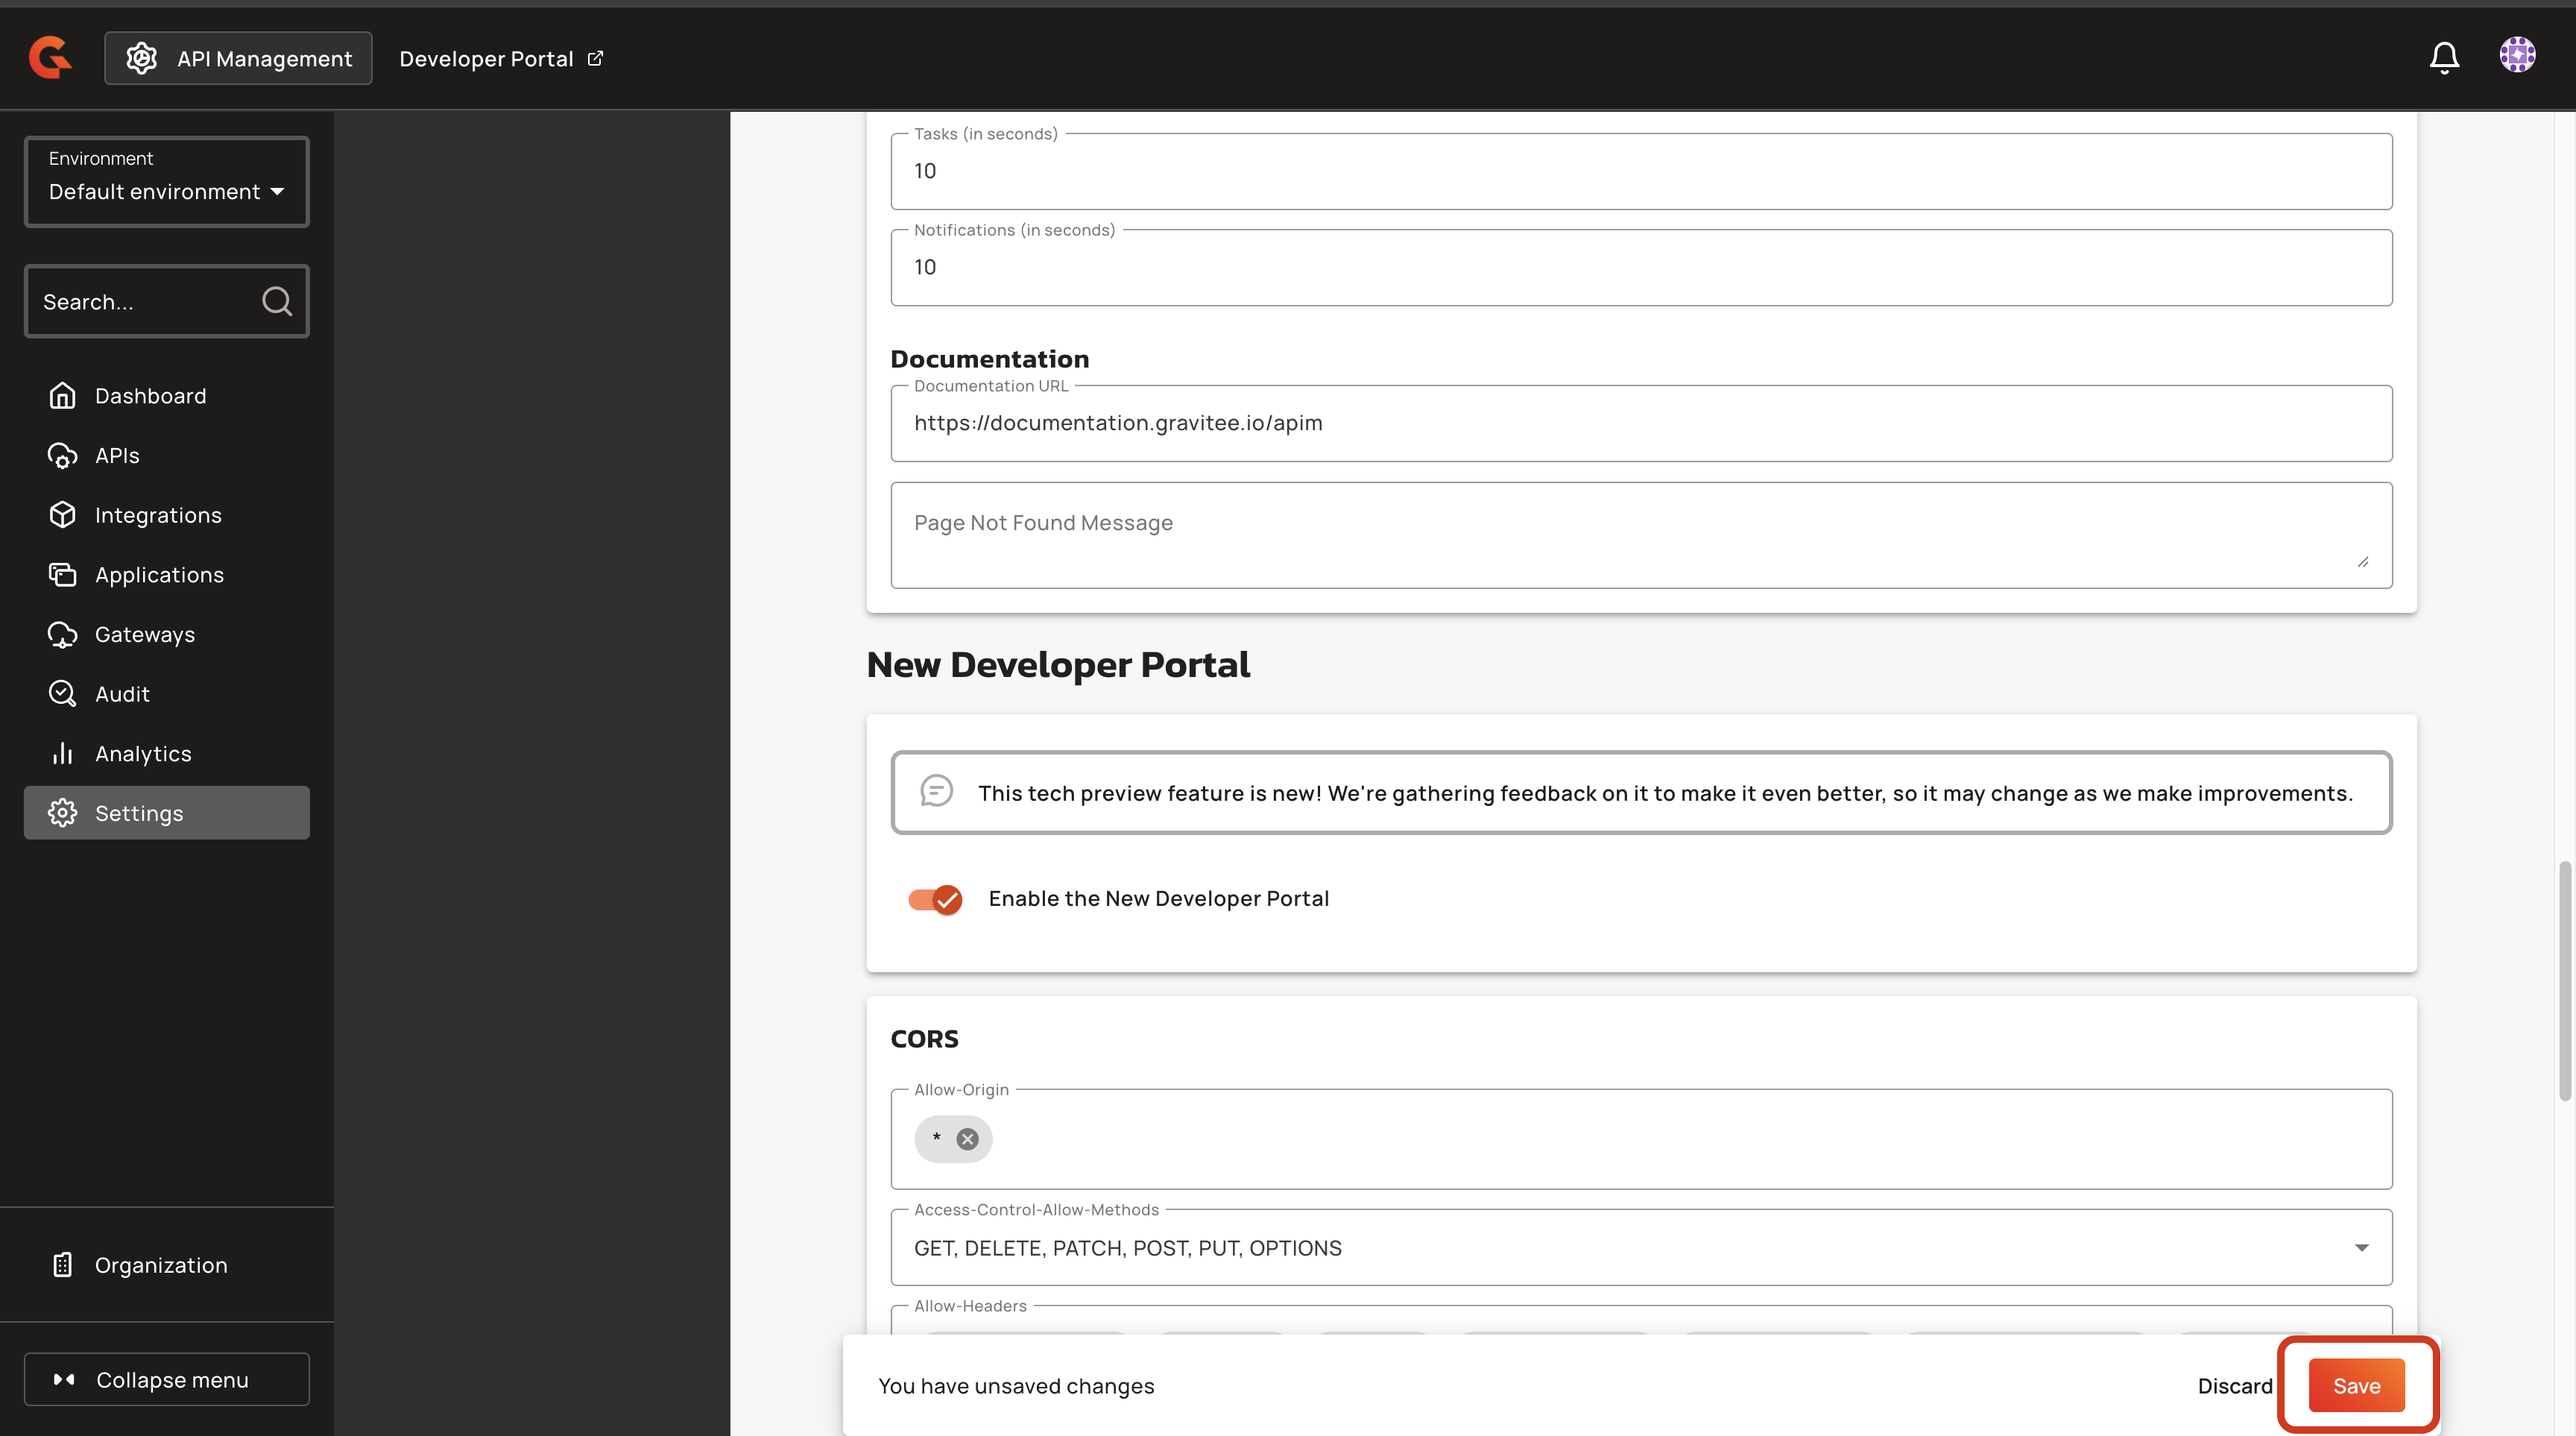 API Management
Developer Portal
Environment
Default environment
Search...
Dashboard
APIs
Integrations
Applications
Gateways
Audit
Analytics
Settings
Organization
Collapse menu
Tasks (in seconds)
10
Notifications (in seconds)
10
Documentation
Documentation URL
https://documentation.gravitee.io/apim
Page Not Found Message
New Developer Portal
This tech preview feature is new! We're gathering feedback on it to make it even better, so it may change as we make improvements.
Enable the New Developer Portal
CORS
Allow-Origin
*
Access-Control-Allow-Methods
GET, DELETE, PATCH, POST, PUT, OPTIONS
Allow-Headers
You have unsaved changes
Discard
Save